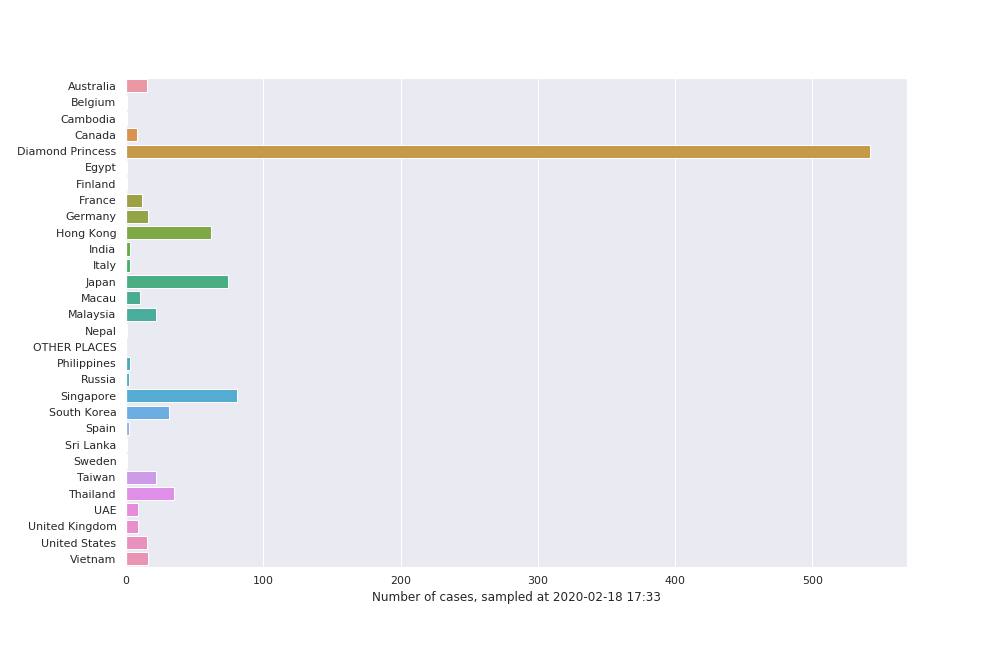 Australia
Belgium
Cambodia
Canada
Diamond Princess
Egypt
Finland
France
Germany
Hong Kong
India
Italy
Japan
Macau
Malaysia
Nepal
OTHER PLACES
Philippines
Russia
Singapore
South Korea
Spain
Sri Lanka
Sweden
Taiwan
Thailand
UAE
United Kingdom
United States
Vietnam
0 100 200 300 400 500
Number of cases, sampled at 2020-02-18 17:33